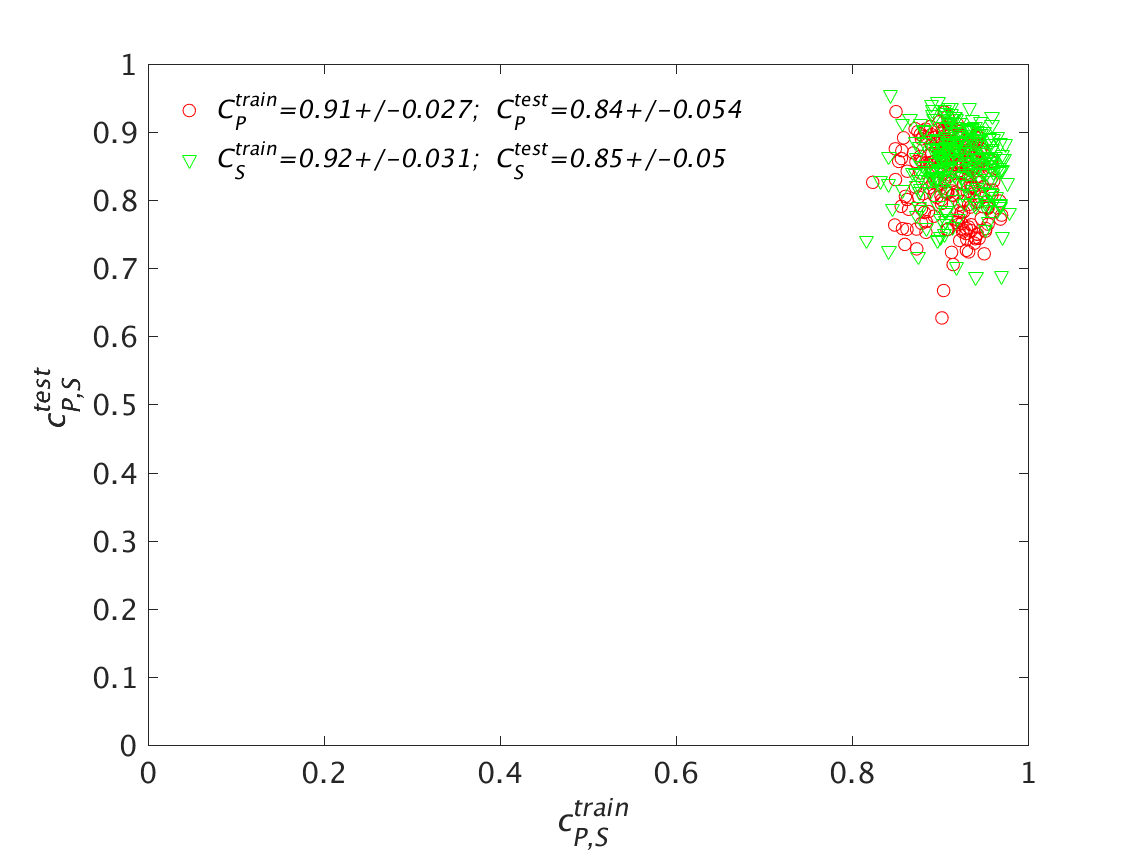 1
0.9
0.8
0.7
0.6
0.5
0.4
0.3
0.2
0.1
0
C_P^train=0.91+/-0.027; C_P^test=0.84+/-0.054
C_S^train=0.92+/-0.031; C_S^test=0.85+/-0.05
c_P,S^test
0 0.2 0.4 0.6 0.8 1
c_P,S^train